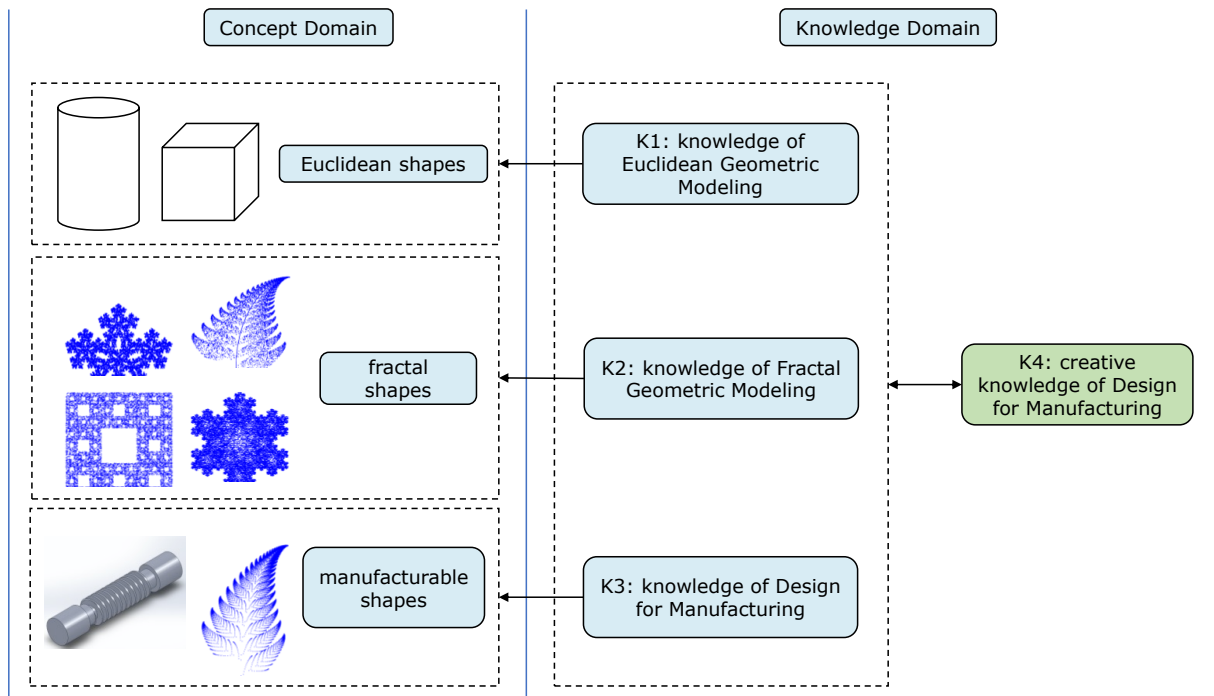 Concept Domain
Knowledge Domain
Euclidean shapes
K1: knowledge of
Euclidean Geometric
Modeling
fractal
shapes
K2: knowledge of Fractal
Geometric Modeling
K4: creative
knowledge of Design
for Manufacturing
manufacturable
shapes
K3: knowledge of Design
for Manufacturing